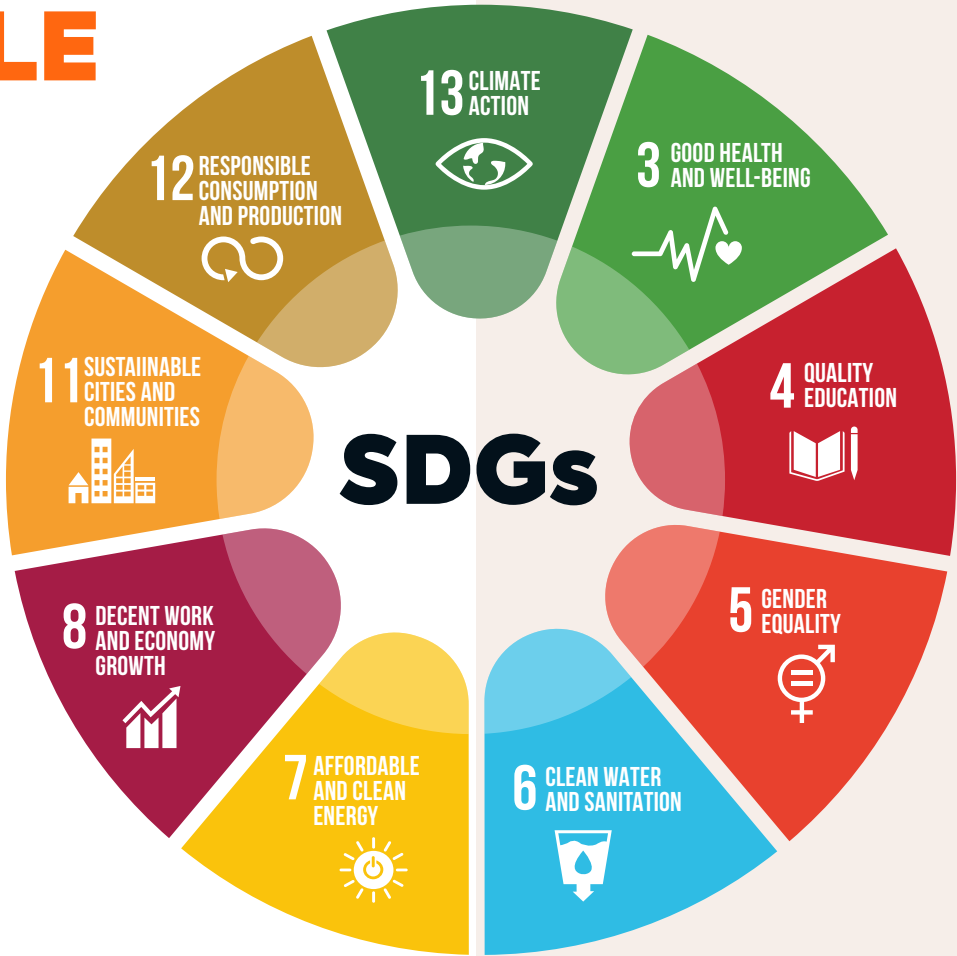 LE
13 CLIMATE
ACTION
3 GOOD HEALTH
AND WELL-BEING
4 QUALITY
EDUCATION
5 GENDER
EQUALITY
6 CLEAN WATER
AND SANITATION
7 AFFORDABLE
AND CLEAN
ENERGY
8 DECENT WORK
AND ECONOMY
GROWTH
11 SUSTAIINABLE
CITIES AND
COMMUNITIES
12 RESPONSIBLE
CONSUMPTION
AND PRODUCTION
SDGs